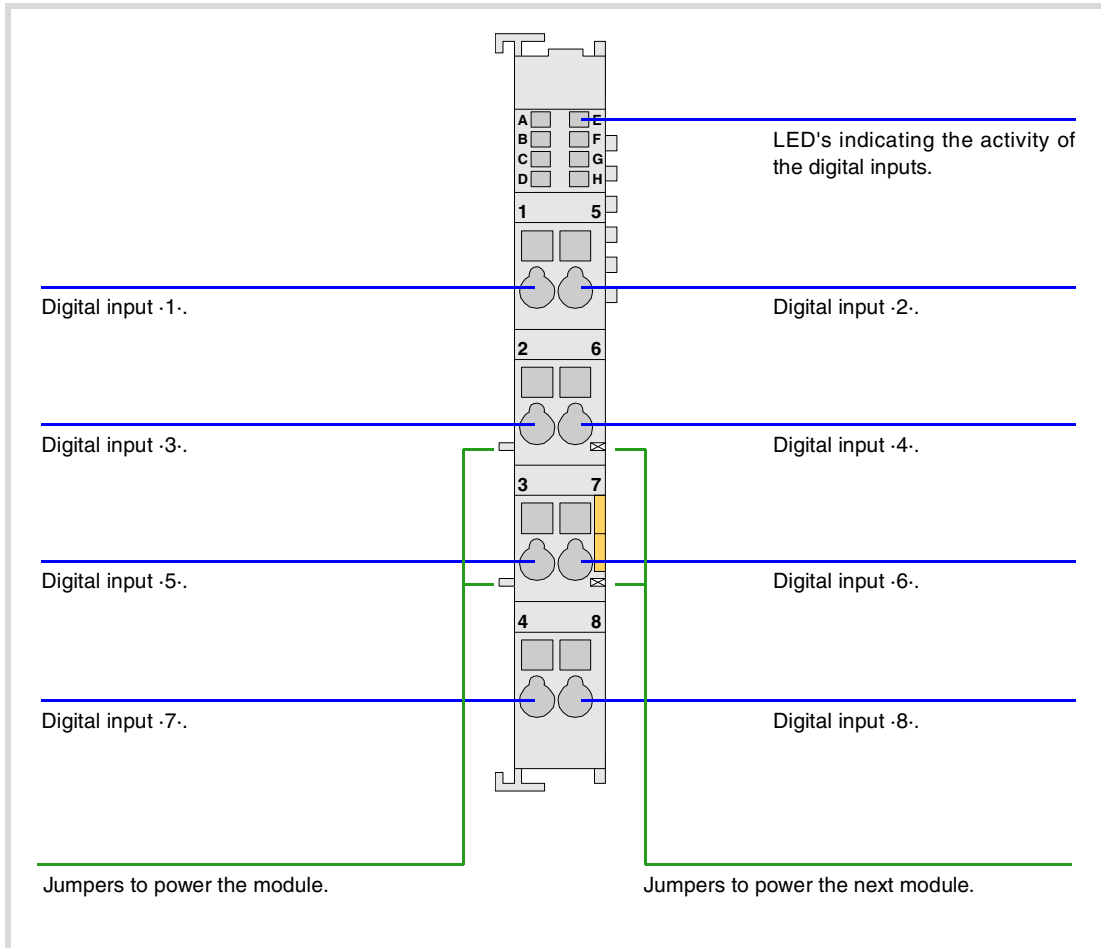 A E
B F
C G
D H
LED's indicating the activity of
the digital inputs.
1 5
Digital input ·1·.
Digital input ·2·.
2 6
Digital input ·3·.
Digital input ·4·.
3 7
Digital input ·5·.
Digital input ·6·.
4 8
Digital input ·7·.
Digital input ·8·.
Jumpers to power the module.
Jumpers to power the next module.